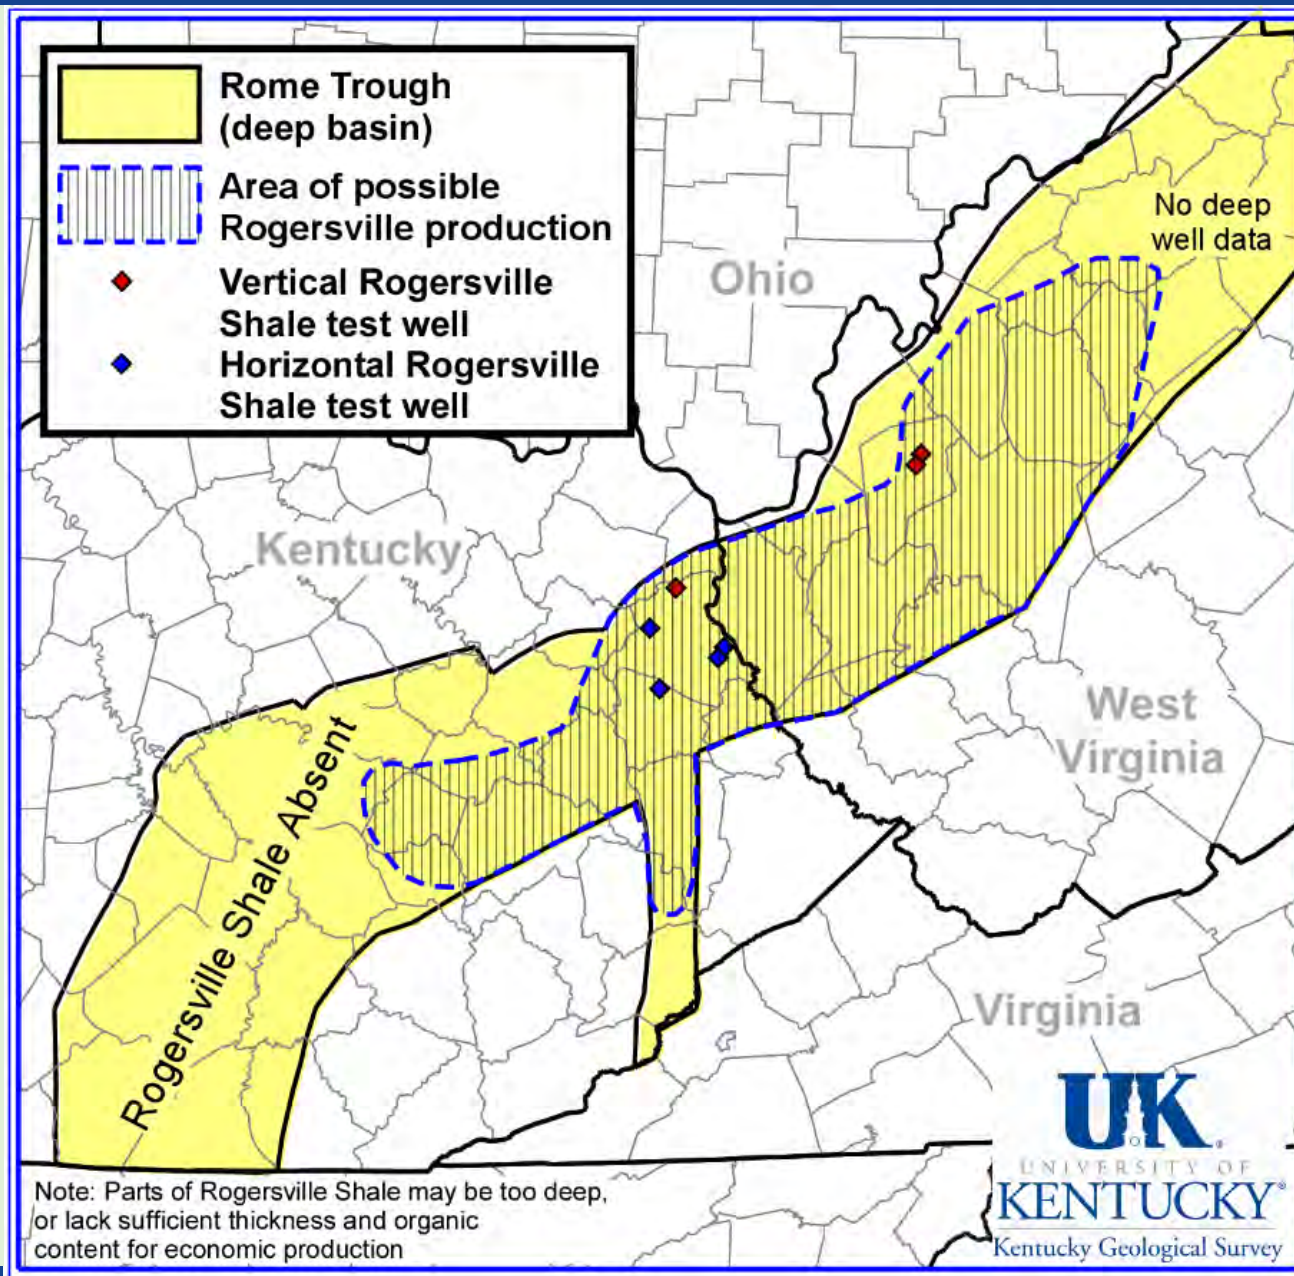 Rome Trough
(deep basin)
Area of possible
Rogersville production
Vertical Rogersville
Shale test well
Horizontal Rogersville
Shale test well
No deep
well data
Ohio
Kentucky
West
Virginia
Rogersville Shale Absent
Virginia
UK
UNIVERSITY OF
KENTUCKY®
Kentucky Geological Survey
Note: Parts of Rogersville Shale may be too deep,
or lack sufficient thickness and organic
content for economic production